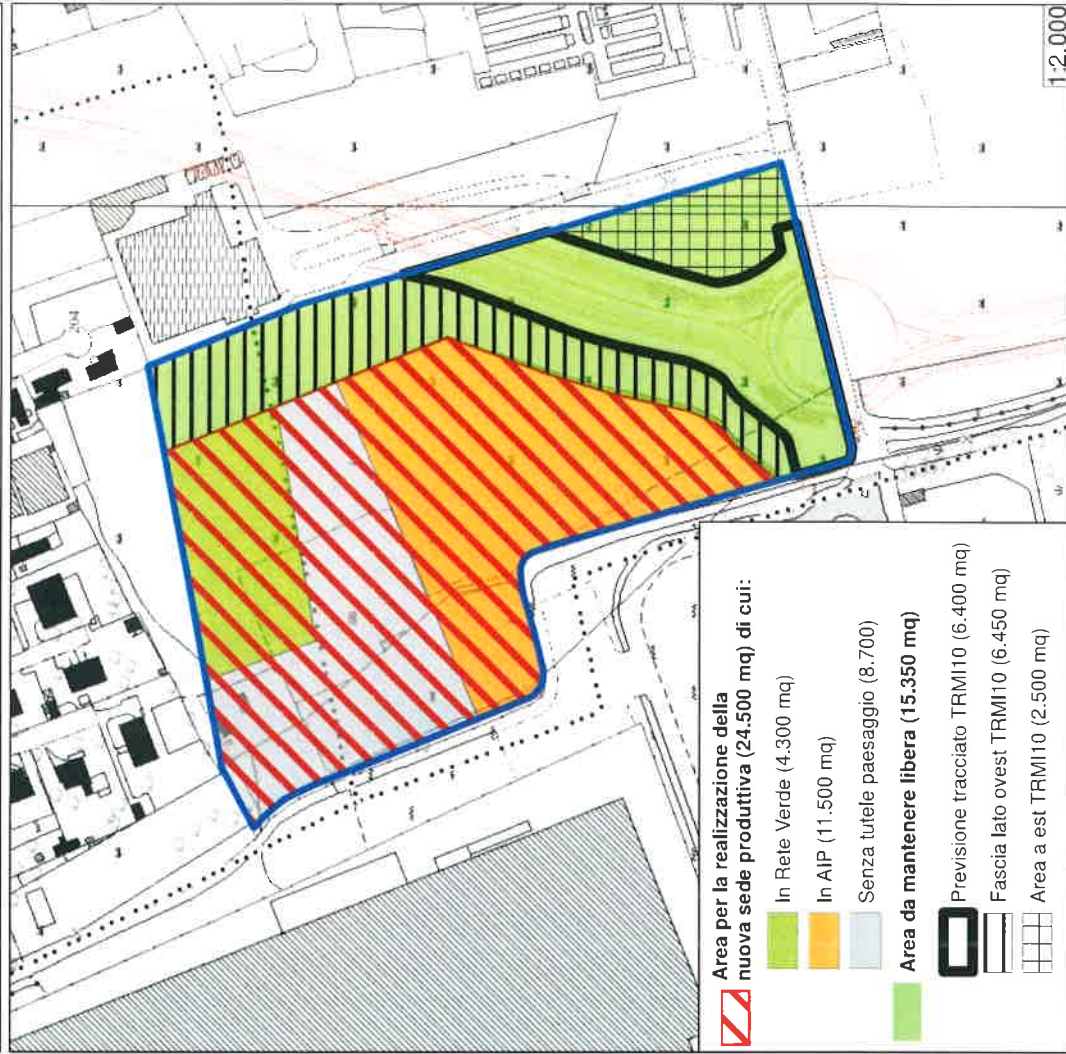 1:2.000
204
Area per la realizzazione della
nuova sede produttiva (24.500 mq) di cui:
In Rete Verde (4.300 mq)
In AIP (11.500 mq)
Senza tutele paesaggio (8.700)
Area da mantenere libera (15.350 mq)
Previsione tracciato TRMI10 (6.400 mq)
Fascia lato ovest TRMI10 (6.450 mq)
Area a est TRMI10 (2.500 mq)